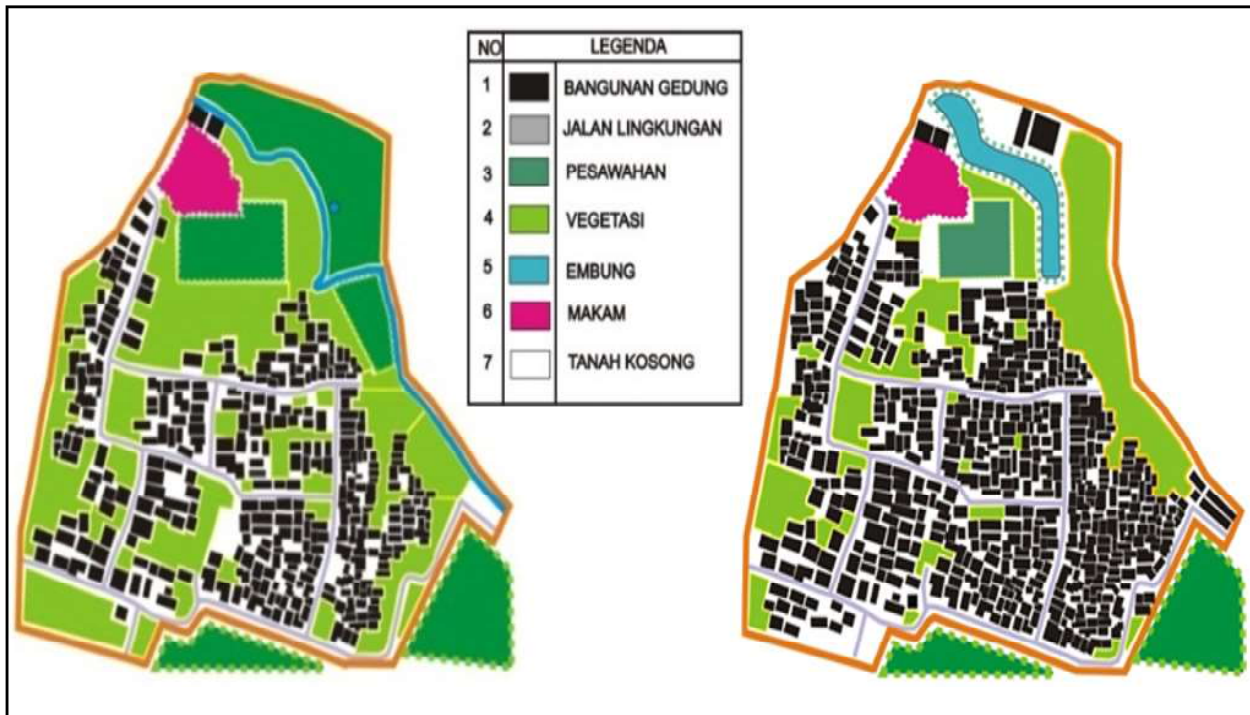 NO LEGENDA
1 BANGUNAN GEDUNG
2 JALAN LINGKUNGAN
3 PESAWAHAN
4 VEGETASI
5 EMBUNG
6 MAKAM
7 TANAH KOSONG